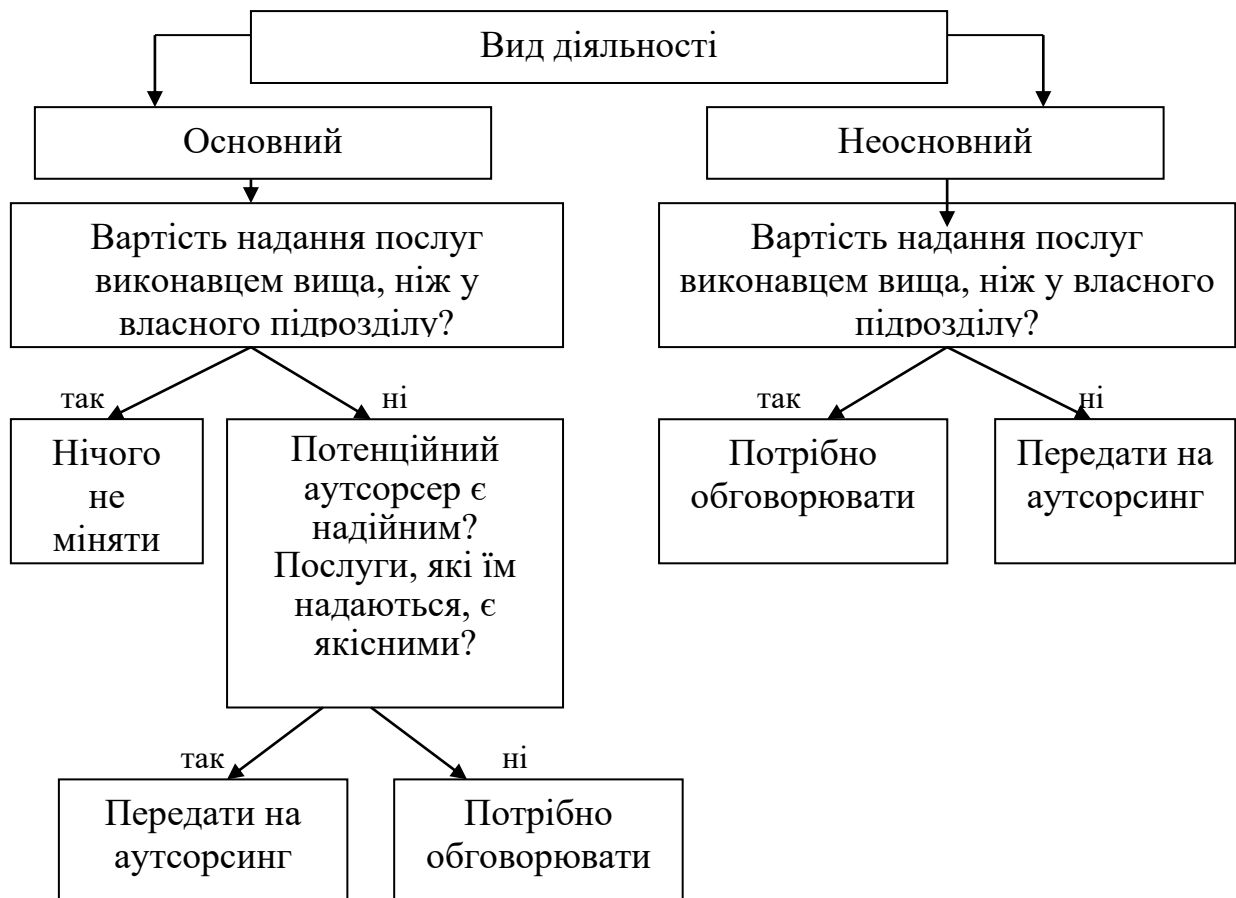 Вид діяльності
Основний
Неосновний
Вартість надання послуг
виконавцем вища, ніж у
власного підрозділу?
Вартість надання послуг
виконавцем вища, ніж у власного
підрозділу?
так
ні
так
ні
Нічого
не
міняти
Потенційний
аутсорсер є
надійним?
Послуги, які їм
надаються, є
якісними?
Потрібно
обговорювати
Передати на
аутсорсинг
так
ні
Передати на
аутсорсинг
Потрібно
обговорювати